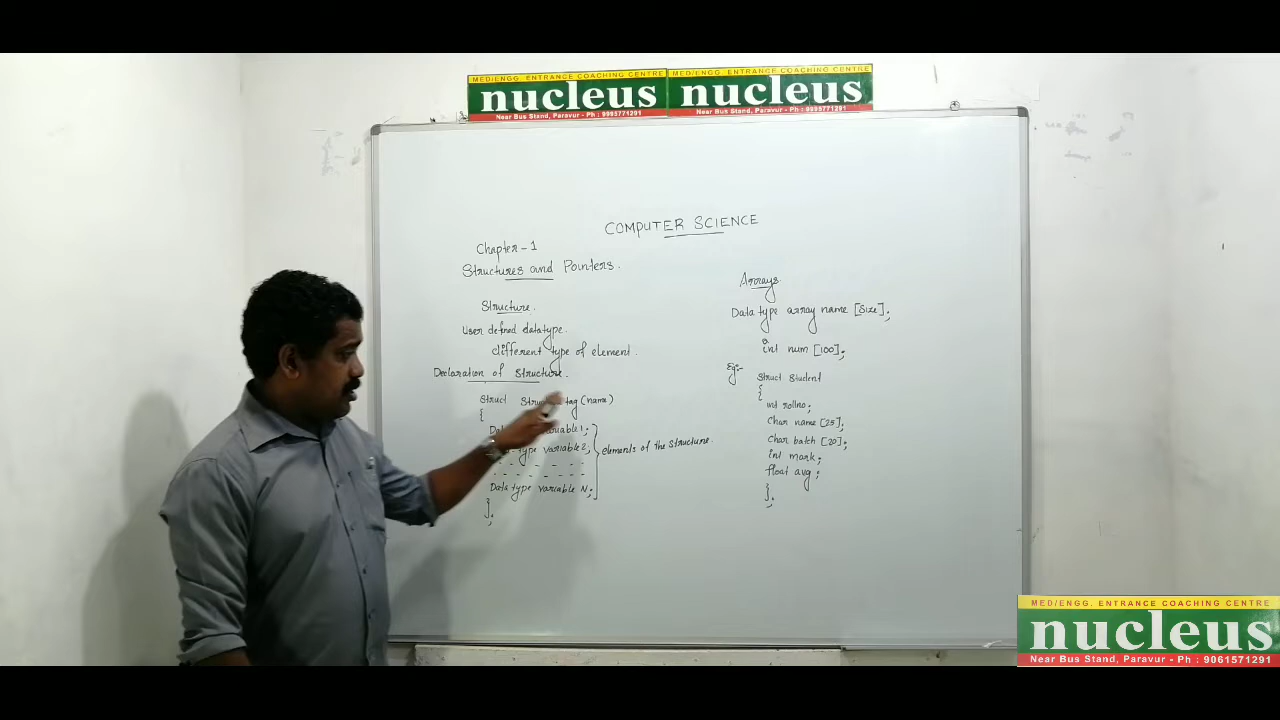 MED/ENGG. ENTRANCE COACHING CENTRE
nucleus
Near Bus Stand, Paravur - Ph : 9995771291
MED/ENGG. ENTRANCE COACHING CENTRE
nucleus
Near Bus Stand, Paravur - Ph : 9995771291
COMPUTER SCIENCE
Chapter - 1
Structures and Pointers.
Structure.
User defined datatype.
different type of element.
Declaration of Structure.
Struct tag (name)
{
variable 1;
type variable 2;
- - - - - -
- - - - - -
Data type variable N;
};
elements of the Structure.
Arrays
Data type array name [Size];
int num [100];
Eg:-
Struct Student
{
int rollno;
Char name [25];
Char batch [20];
int mark;
float avg;
};
MED/ENGG. ENTRANCE COACHING CENTRE
nucleus
Near Bus Stand, Paravur - Ph : 9061571291